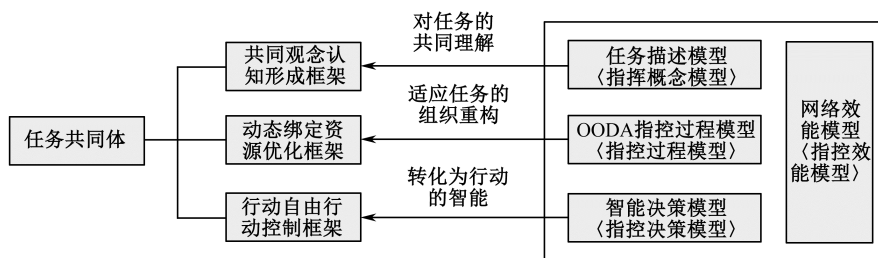 任务共同体
共同观念认
知形成框架
动态绑定资
源优化框架
行动自由行
动控制框架
对任务的
共同理解
适应任务的
组织重构
转化为行动
的智能
任务描述模型
〈指挥概念模型〉
OODA指控过程模型
〈指控过程模型〉
智能决策模型
〈指控决策模型〉
网络效
能模型
〈指控效
能模型〉